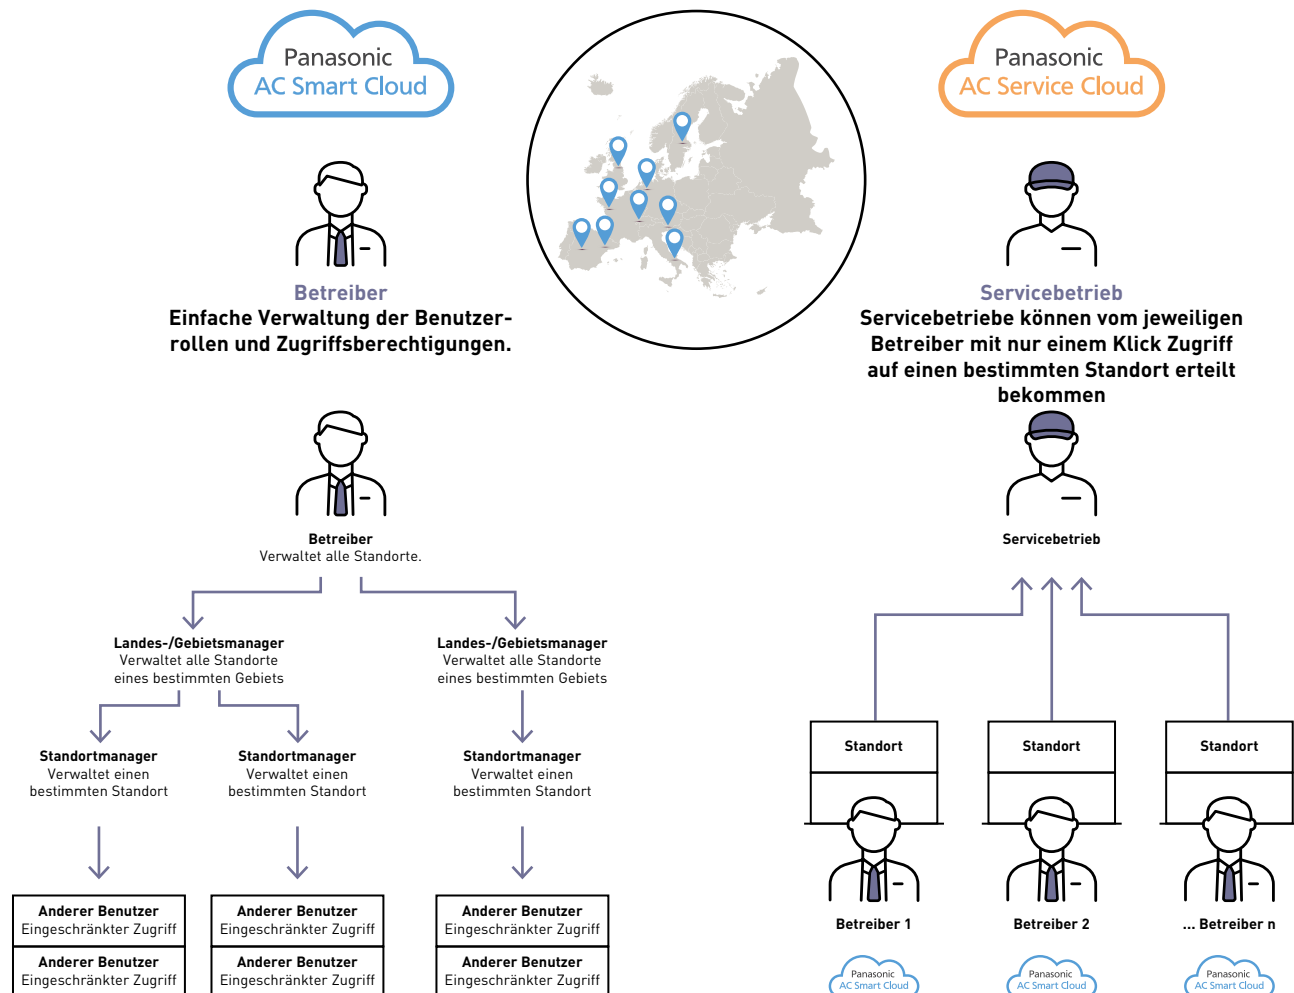 Panasonic
AC Smart Cloud
Betreiber
Einfache Verwaltung der Benutzer-
rollen und Zugriffsberechtigungen.
Panasonic
AC Service Cloud
Servicebetrieb
Servicebetriebe können vom jeweiligen
Betreiber mit nur einem Klick Zugriff
auf einen bestimmten Standort erteilt
bekommen
Betreiber
Verwaltet alle Standorte.
Landes-/Gebietsmanager
Verwaltet alle Standorte
eines bestimmten Gebiets
Landes-/Gebietsmanager
Verwaltet alle Standorte
eines bestimmten Gebiets
Standortmanager
Verwaltet einen
bestimmten Standort
Standortmanager
Verwaltet einen
bestimmten Standort
Standortmanager
Verwaltet einen
bestimmten Standort
Anderer Benutzer
Eingeschränkter Zugriff
Anderer Benutzer
Eingeschränkter Zugriff
Anderer Benutzer
Eingeschränkter Zugriff
Anderer Benutzer
Eingeschränkter Zugriff
Anderer Benutzer
Eingeschränkter Zugriff
Anderer Benutzer
Eingeschränkter Zugriff
Servicebetrieb
Standort
Standort
Standort
Betreiber 1
Betreiber 2
... Betreiber n
Panasonic
AC Smart Cloud
Panasonic
AC Smart Cloud
Panasonic
AC Smart Cloud